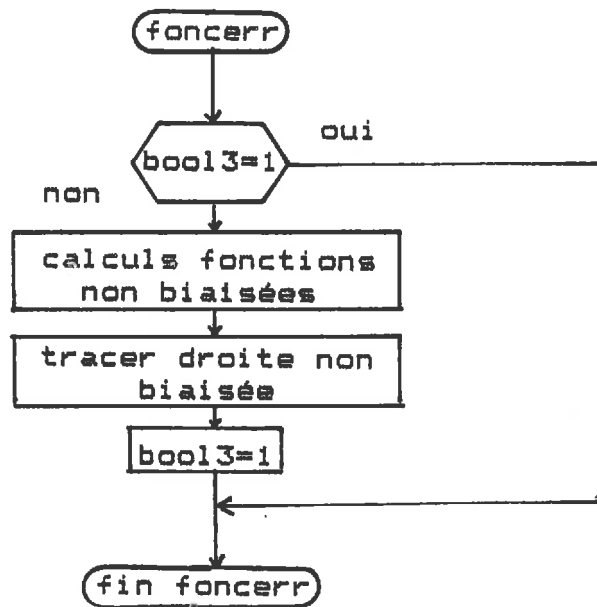 foncerr
oui
bool3=1
non
calculs fonctions
non biaisées
tracer droite non
biaisée
bool3=1
fin foncerr